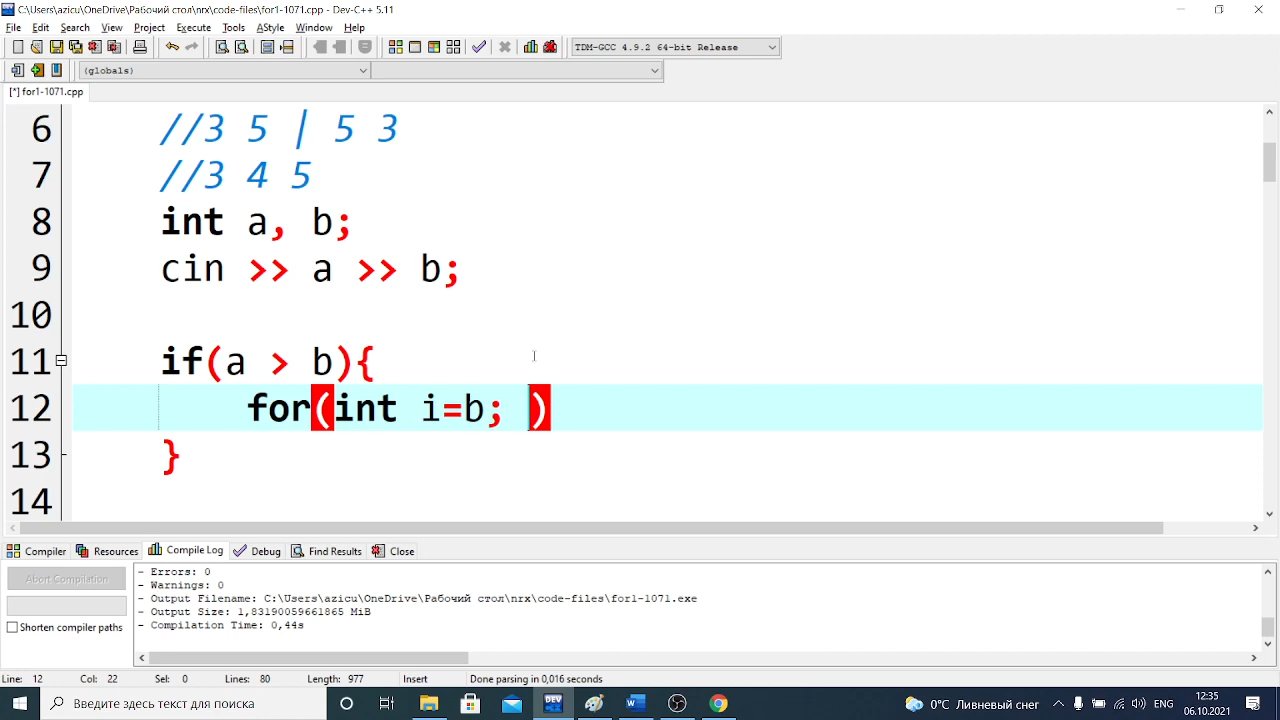 C:\Users\azicu\OneDrive\Рабочий стол\nrx\code-files\for1-1071.cpp - Dev-C++ 5.11
File Edit Search View Project Execute Tools AStyle Window Help
TDM-GCC 4.9.2 64-bit Release
(globals)
[*] for1-1071.cpp
6 //3 5 | 5 3
7 //3 4 5
8 int a, b;
9 cin >> a >> b;
10
11 if(a > b){
12 for(int i=b; )
13 }
14
Compiler Resources Compile Log Debug Find Results Close
Abort Compilation
Shorten compiler paths
- Errors: 0
- Warnings: 0
- Output Filename: C:\Users\azicu\OneDrive\Рабочий стол\nrx\code-files\for1-1071.exe
- Output Size: 1,83190059661865 MiB
- Compilation Time: 0,44s
Line: 12 Col: 22 Sel: 0 Lines: 80 Length: 977 Insert Done parsing in 0,016 seconds
Введите здесь текст для поиска
DEV
0°C Ливневый снег
ENG
12:35
06.10.2021